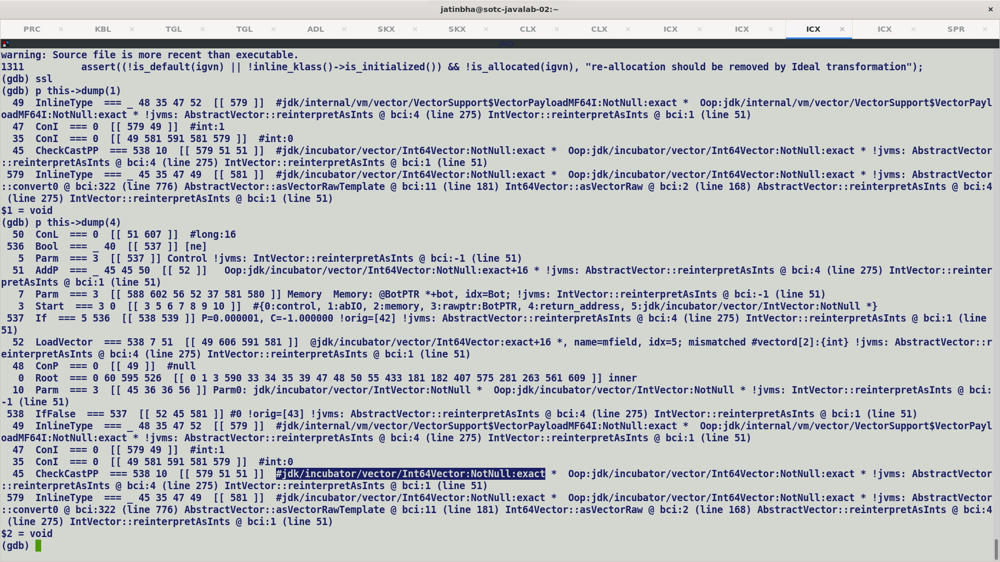 jatinbha@sotc-javalab-02:~
PRC KBL TGL TGL ADL SKX SKX CLX CLX ICX ICX ICX ICX SPR
JMD
warning: Source file is more recent than executable.
1311          assert((!is_default(igvn) || !inline_klass()->is_initialized()) && !is_allocated(igvn), "re-allocation should be removed by Ideal transformation");
(gdb) ssl
(gdb) p this->dump(1)
  49  InlineType  === _ 48 35 47 52  [[ 579 ]]  #jdk/internal/vm/vector/VectorSupport$VectorPayloadMF64I:NotNull:exact *  Oop:jdk/internal/vm/vector/VectorSupport$VectorPayl
oadMF64I:NotNull:exact * !jvms: AbstractVector::reinterpretAsInts @ bci:4 (line 275) IntVector::reinterpretAsInts @ bci:1 (line 51)
  47  ConI  === 0  [[ 579 49 ]]  #int:1
  35  ConI  === 0  [[ 49 581 591 581 579 ]]  #int:0
  45  CheckCastPP  === 538 10  [[ 579 51 51 ]]  #jdk/incubator/vector/Int64Vector:NotNull:exact *  Oop:jdk/incubator/vector/Int64Vector:NotNull:exact * !jvms: AbstractVector
::reinterpretAsInts @ bci:4 (line 275) IntVector::reinterpretAsInts @ bci:1 (line 51)
 579  InlineType  === _ 45 35 47 49  [[ 581 ]]  #jdk/incubator/vector/Int64Vector:NotNull:exact *  Oop:jdk/incubator/vector/Int64Vector:NotNull:exact * !jvms: AbstractVector
::convert0 @ bci:322 (line 776) AbstractVector::asVectorRawTemplate @ bci:11 (line 181) Int64Vector::asVectorRaw @ bci:2 (line 168) AbstractVector::reinterpretAsInts @ bci:4
 (line 275) IntVector::reinterpretAsInts @ bci:1 (line 51)
$1 = void
(gdb) p this->dump(4)
  50  ConL  === 0  [[ 51 607 ]]  #long:16
 536  Bool  === _ 40  [[ 537 ]] [ne]
   5  Parm  === 3  [[ 537 ]] Control !jvms: IntVector::reinterpretAsInts @ bci:-1 (line 51)
  51  AddP  === _ 45 45 50  [[ 52 ]]   Oop:jdk/incubator/vector/Int64Vector:NotNull:exact+16 * !jvms: AbstractVector::reinterpretAsInts @ bci:4 (line 275) IntVector::reinter
pretAsInts @ bci:1 (line 51)
   7  Parm  === 3  [[ 588 602 56 52 37 581 580 ]] Memory  Memory: @BotPTR *+bot, idx=Bot; !jvms: IntVector::reinterpretAsInts @ bci:-1 (line 51)
   3  Start  === 3 0  [[ 3 5 6 7 8 9 10 ]]  #{0:control, 1:abIO, 2:memory, 3:rawptr:BotPTR, 4:return_address, 5:jdk/incubator/vector/IntVector:NotNull *}
 537  If  === 5 536  [[ 538 539 ]] P=0.000001, C=-1.000000 !orig=[42] !jvms: AbstractVector::reinterpretAsInts @ bci:4 (line 275) IntVector::reinterpretAsInts @ bci:1 (line
51)
  52  LoadVector  === 538 7 51  [[ 49 606 591 581 ]]  @jdk/incubator/vector/Int64Vector:exact+16 *, name=mfield, idx=5; mismatched #vectord[2]:{int} !jvms: AbstractVector::r
einterpretAsInts @ bci:4 (line 275) IntVector::reinterpretAsInts @ bci:1 (line 51)
  48  ConP  === 0  [[ 49 ]]  #null
   0  Root  === 0 60 595 526  [[ 0 1 3 590 33 34 35 39 47 48 50 55 433 181 182 407 575 281 263 561 609 ]] inner
  10  Parm  === 3  [[ 45 36 36 56 ]] Parm0: jdk/incubator/vector/IntVector:NotNull *  Oop:jdk/incubator/vector/IntVector:NotNull * !jvms: IntVector::reinterpretAsInts @ bci:
-1 (line 51)
 538  IfFalse  === 537  [[ 52 45 581 ]] #0 !orig=[43] !jvms: AbstractVector::reinterpretAsInts @ bci:4 (line 275) IntVector::reinterpretAsInts @ bci:1 (line 51)
  49  InlineType  === _ 48 35 47 52  [[ 579 ]]  #jdk/internal/vm/vector/VectorSupport$VectorPayloadMF64I:NotNull:exact *  Oop:jdk/internal/vm/vector/VectorSupport$VectorPayl
oadMF64I:NotNull:exact * !jvms: AbstractVector::reinterpretAsInts @ bci:4 (line 275) IntVector::reinterpretAsInts @ bci:1 (line 51)
  47  ConI  === 0  [[ 579 49 ]]  #int:1
  35  ConI  === 0  [[ 49 581 591 581 579 ]]  #int:0
  45  CheckCastPP  === 538 10  [[ 579 51 51 ]]  #jdk/incubator/vector/Int64Vector:NotNull:exact *  Oop:jdk/incubator/vector/Int64Vector:NotNull:exact * !jvms: AbstractVector
::reinterpretAsInts @ bci:4 (line 275) IntVector::reinterpretAsInts @ bci:1 (line 51)
 579  InlineType  === _ 45 35 47 49  [[ 581 ]]  #jdk/incubator/vector/Int64Vector:NotNull:exact *  Oop:jdk/incubator/vector/Int64Vector:NotNull:exact * !jvms: AbstractVector
::convert0 @ bci:322 (line 776) AbstractVector::asVectorRawTemplate @ bci:11 (line 181) Int64Vector::asVectorRaw @ bci:2 (line 168) AbstractVector::reinterpretAsInts @ bci:4
 (line 275) IntVector::reinterpretAsInts @ bci:1 (line 51)
$2 = void
(gdb)